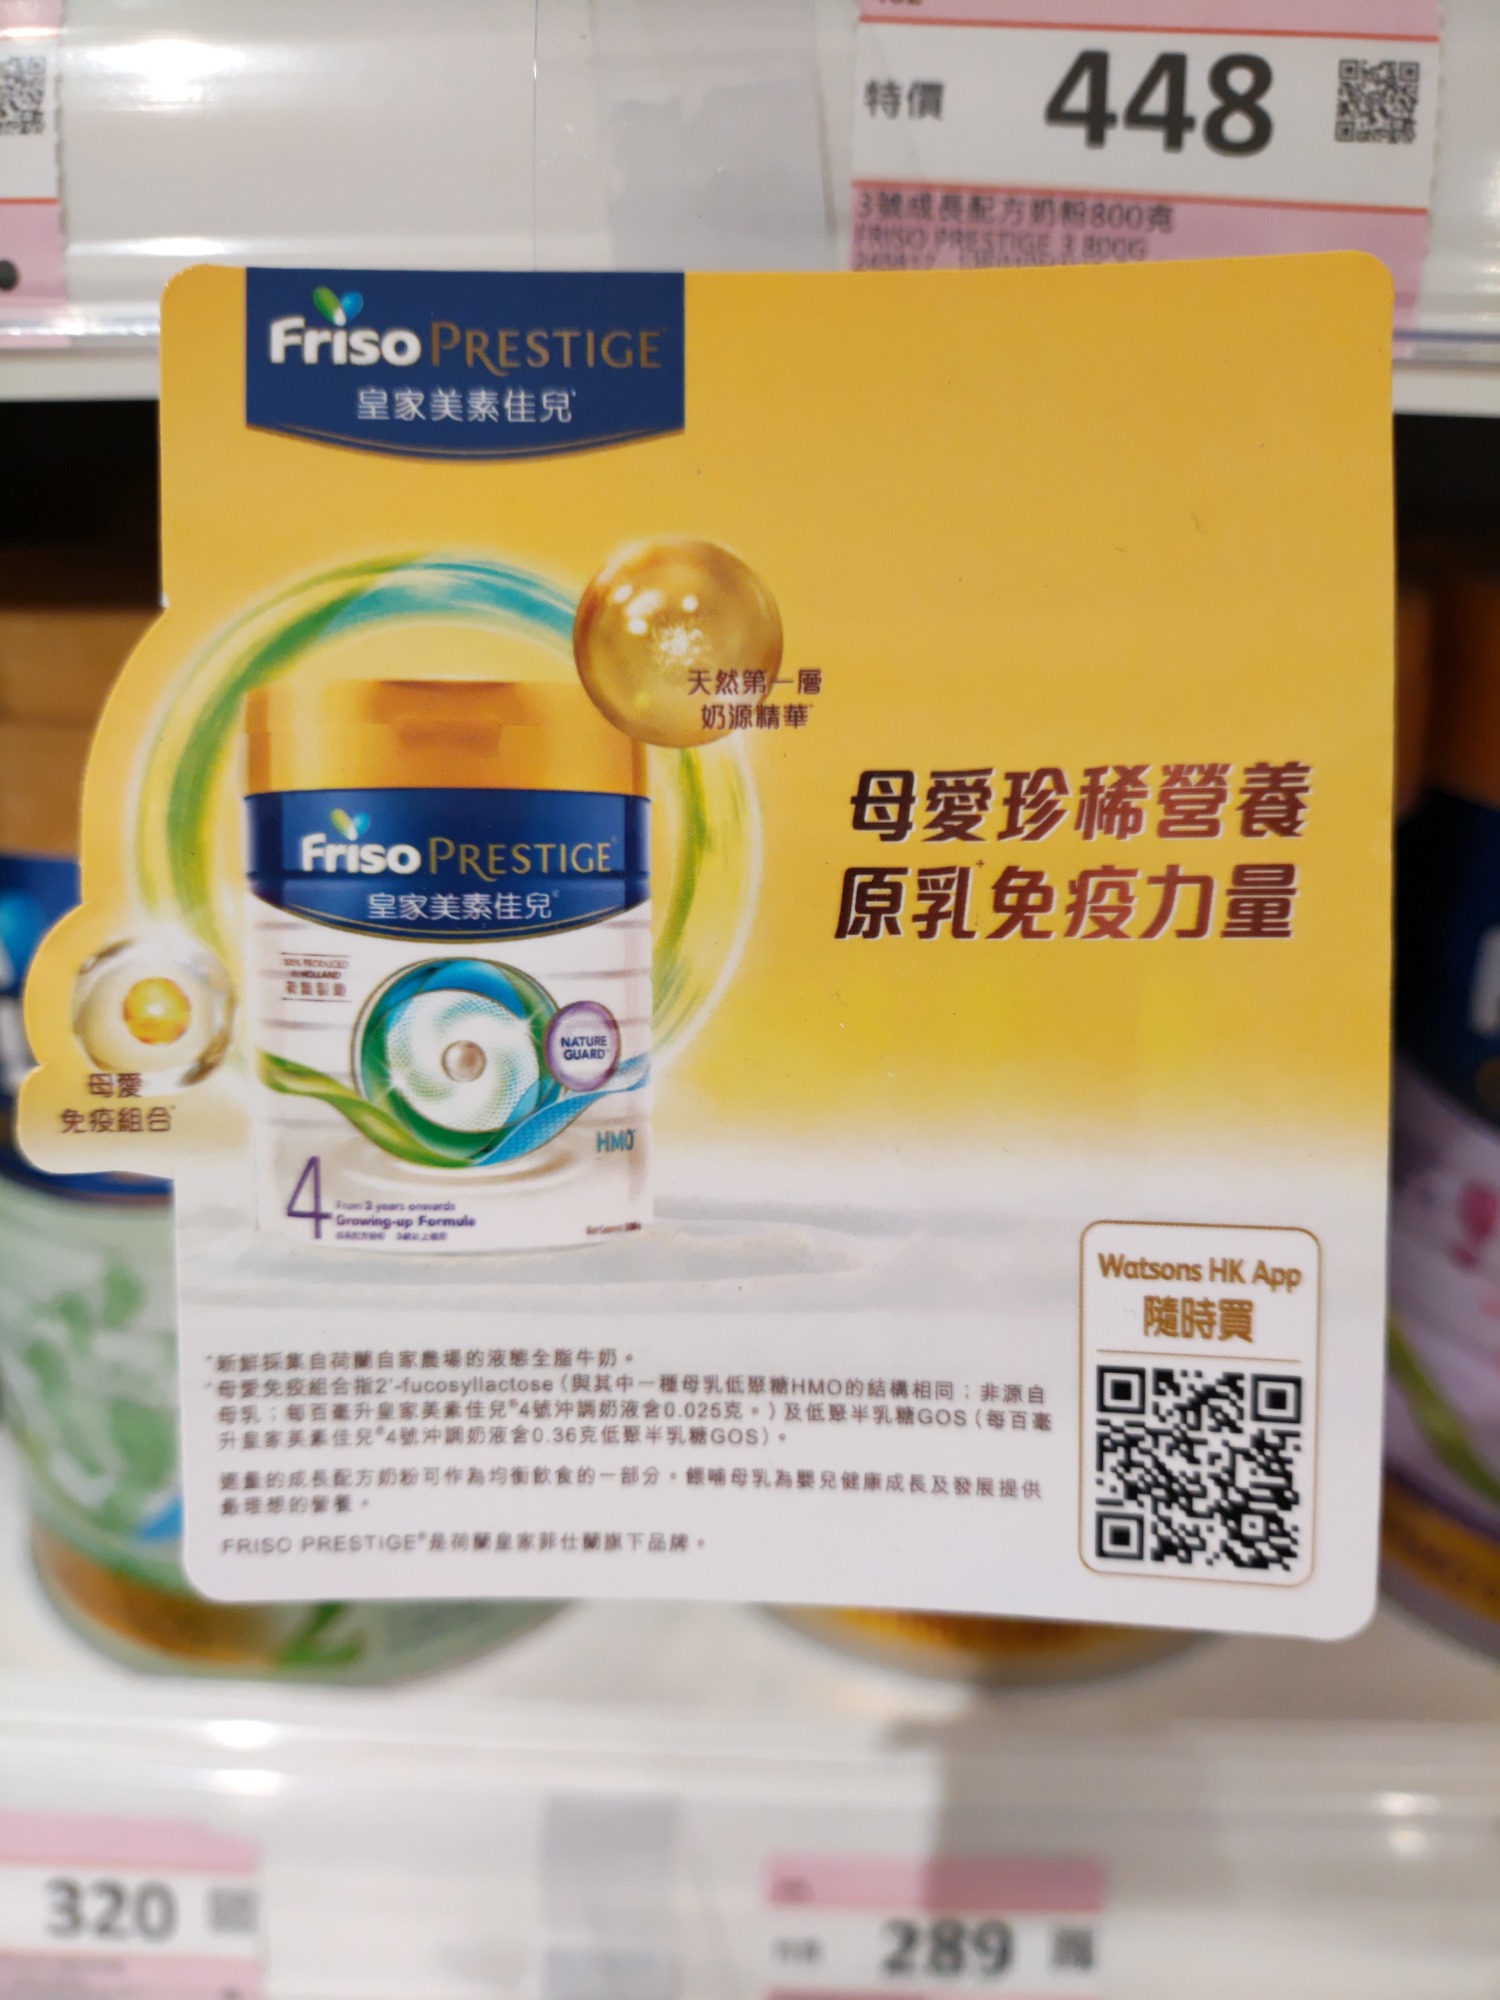 特價
448
3號成長配方奶粉800克
FRISO PRESTIGE 3 800G
Friso PRESTIGE
皇家美素佳兒
天然第一層
奶源精華
母愛珍稀營養
原乳⁺免疫力量
Friso PRESTIGE
皇家美素佳兒
100% PRODUCED
IN HOLLAND
荷蘭製造
NATURE
GUARD
HMO
母愛
免疫組合
4
From 3 years onwards
Growing-up Formula
Watsons HK App
隨時買
⁺新鮮採集自荷蘭自家農場的液態全脂牛奶。
母愛免疫組合指2'-fucosyllactose（與其中一種母乳低聚糖HMO的結構相同；非源自
母乳；每百毫升皇家美素佳兒®4號沖調奶液含0.025克。）及低聚半乳糖GOS（每百毫
升皇家美素佳兒®4號沖調奶液含0.36克低聚半乳糖GOS）。
適量的成長配方奶粉可作為均衡飲食的一部分。餵哺母乳為嬰兒健康成長及發展提供
最理想的營養。
FRISO PRESTIGE®是荷蘭皇家菲仕蘭旗下品牌。
320
289